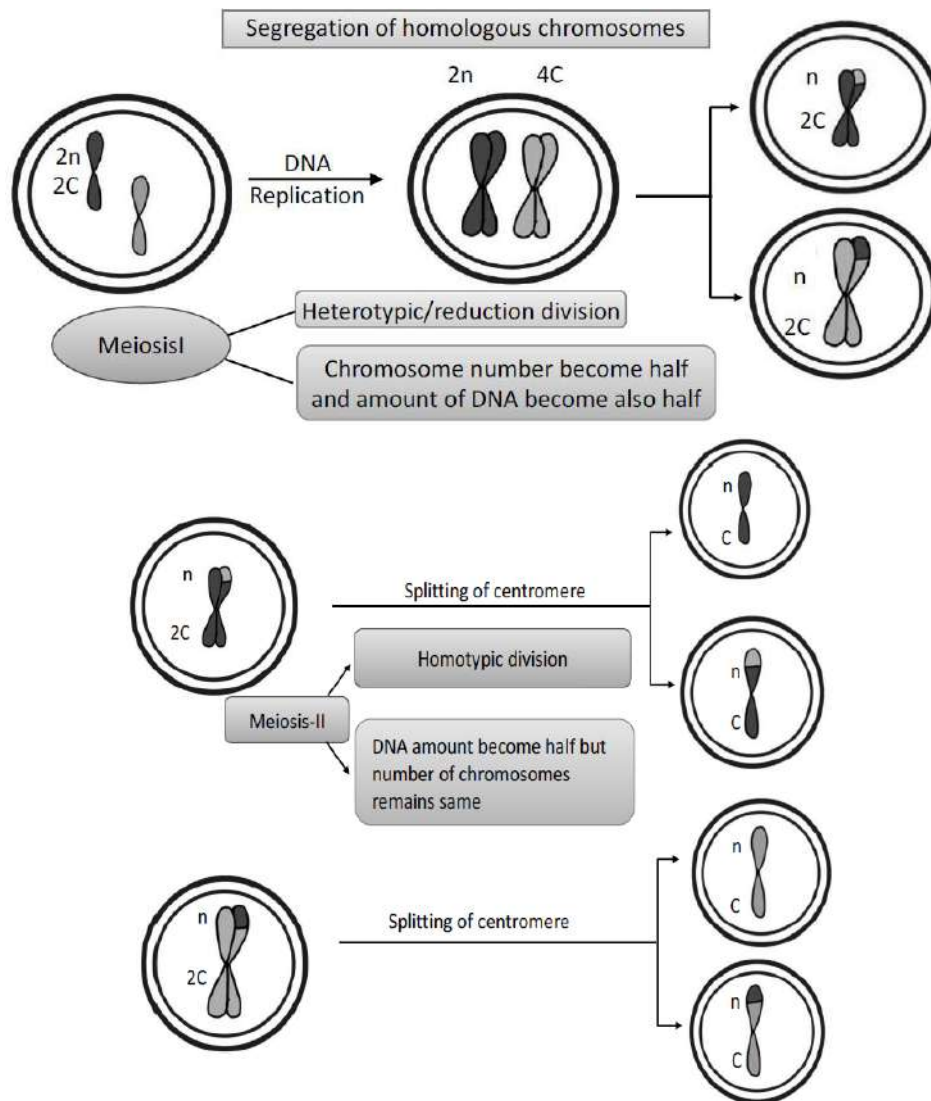 Segregation of homologous chromosomes
2n 4C
2n
2C
DNA
Replication
n
2C
n
2C
MeiosisI
Heterotypic/reduction division
Chromosome number become half
and amount of DNA become also half
n
2C
Splitting of centromere
n
C
n
C
Homotypic division
Meiosis-II
DNA amount become half but
number of chromosomes
remains same
n
2C
Splitting of centromere
n
C
n
C